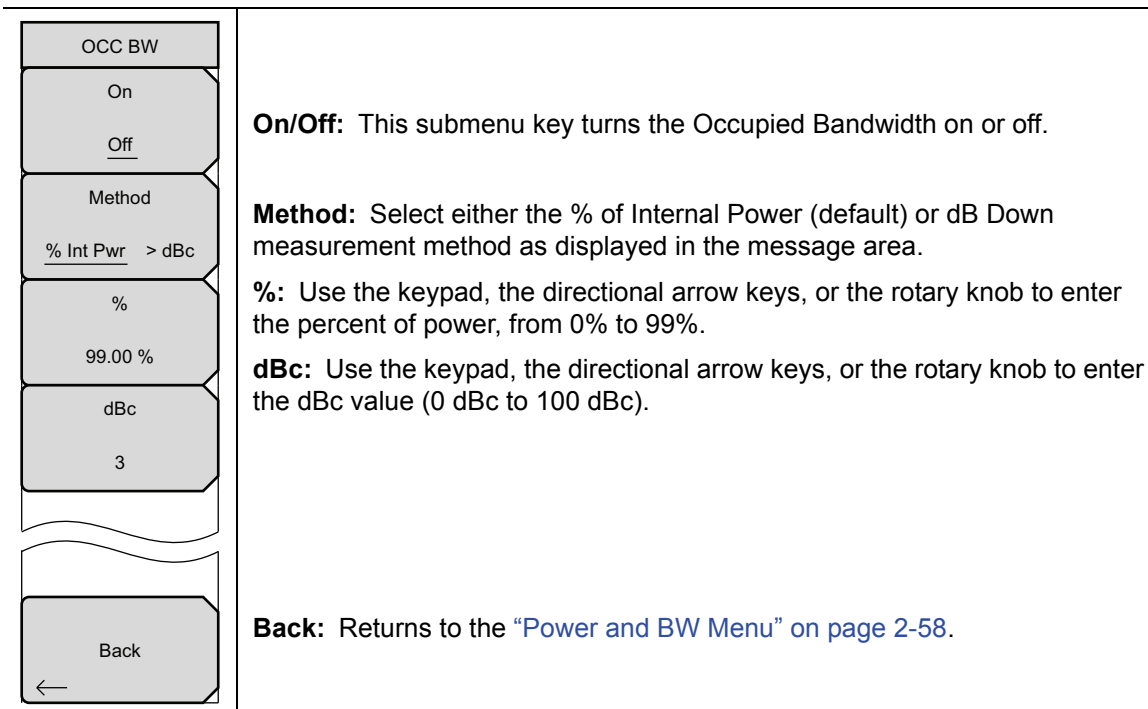 OCC BW
On
Off
Method
% Int Pwr > dBc
%
99.00 %
dBc
3
Back
On/Off: This submenu key turns the Occupied Bandwidth on or off.
Method: Select either the % of Internal Power (default) or dB Down
measurement method as displayed in the message area.
%: Use the keypad, the directional arrow keys, or the rotary knob to enter
the percent of power, from 0% to 99%.
dBc: Use the keypad, the directional arrow keys, or the rotary knob to enter
the dBc value (0 dBc to 100 dBc).
Back: Returns to the “Power and BW Menu” on page 2-58.